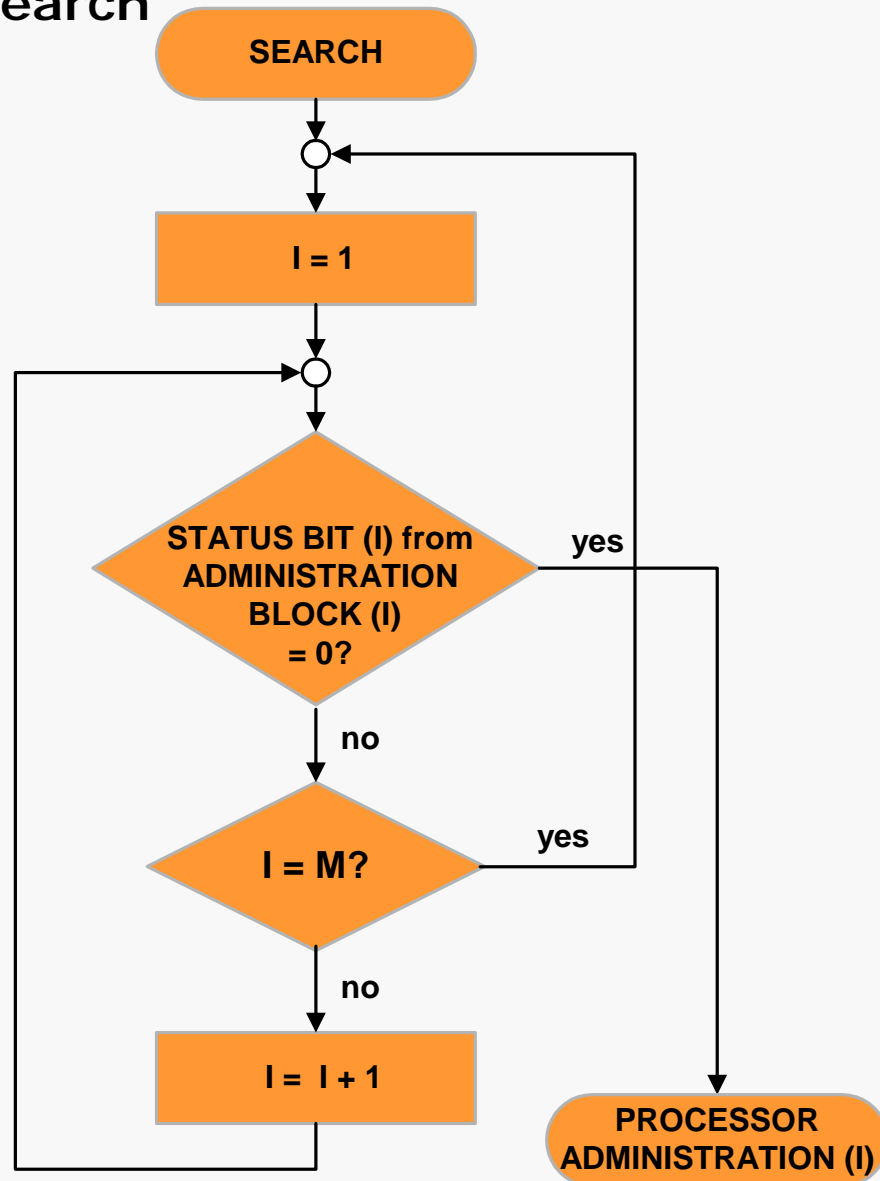 earch
SEARCH
I = 1
STATUS BIT (I) from
ADMINISTRATION
BLOCK (I)
= 0?
yes
no
I = M?
yes
no
I = I + 1
PROCESSOR
ADMINISTRATION (I)